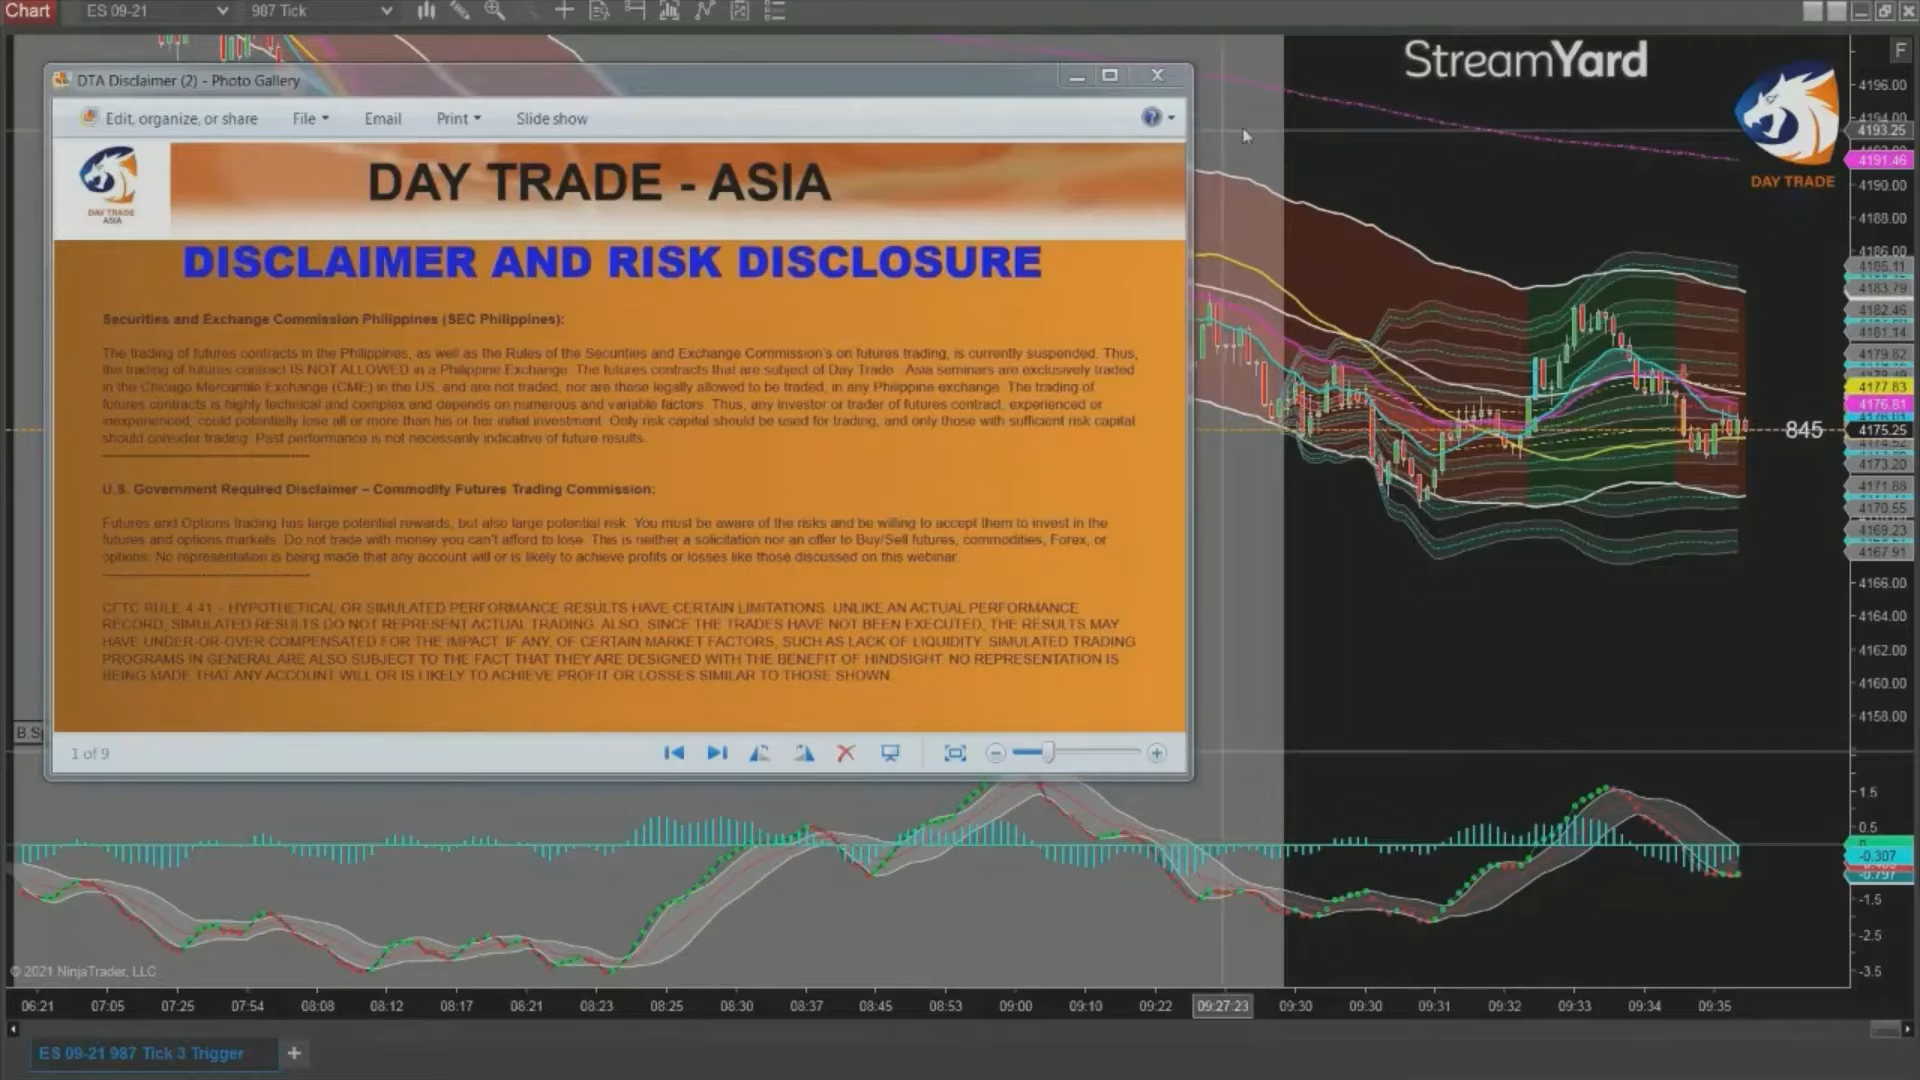 Chart ES 09-21 987 Tick
StreamYard
F
DTA Disclaimer (2) - Photo Gallery
Edit, organize, or share File Email Print Slide show
DAY TRADE
ASIA
DAY TRADE - ASIA
DISCLAIMER AND RISK DISCLOSURE
Securities and Exchange Commission Philippines (SEC Philippines):
The trading of futures contracts in the Philippines, as well as the Rules of the Securities and Exchange Commission's on futures trading, is currently suspended. Thus,
the trading of futures contract IS NOT ALLOWED in a Philippine Exchange. The futures contracts that are subject of Day Trade - Asia seminars are exclusively traded
in the Chicago Mercantile Exchange (CME) in the US, and are not traded, nor are these legally allowed to be traded, in any Philippine exchange. The trading of
futures contracts is highly technical and complex and depends on numerous and variable factors. Thus, any investor or trader of futures contract, experienced or
inexperienced, could potentially lose all or more than his or her initial investment. Only risk capital should be used for trading, and only those with sufficient risk capital
should consider trading. Past performance is not necessarily indicative of future results.
U.S. Government Required Disclaimer – Commodity Futures Trading Commission:
Futures and Options trading has large potential rewards, but also large potential risk. You must be aware of the risks and be willing to accept them to invest in the
futures and options markets. Do not trade with money you can't afford to lose. This is neither a solicitation nor an offer to Buy/Sell futures, commodities, Forex, or
options. No representation is being made that any account will or is likely to achieve profits or losses like those discussed on this webinar.
CFTC RULE 4.41 - HYPOTHETICAL OR SIMULATED PERFORMANCE RESULTS HAVE CERTAIN LIMITATIONS. UNLIKE AN ACTUAL PERFORMANCE
RECORD, SIMULATED RESULTS DO NOT REPRESENT ACTUAL TRADING. ALSO, SINCE THE TRADES HAVE NOT BEEN EXECUTED, THE RESULTS MAY
HAVE UNDER-OR-OVER COMPENSATED FOR THE IMPACT, IF ANY, OF CERTAIN MARKET FACTORS, SUCH AS LACK OF LIQUIDITY. SIMULATED TRADING
PROGRAMS IN GENERAL ARE ALSO SUBJECT TO THE FACT THAT THEY ARE DESIGNED WITH THE BENEFIT OF HINDSIGHT. NO REPRESENTATION IS
BEING MADE THAT ANY ACCOUNT WILL OR IS LIKELY TO ACHIEVE PROFIT OR LOSSES SIMILAR TO THOSE SHOWN.
1 of 9
DAY TRADE
845
4196.00
4194.00
4193.25
4191.46
4190.00
4188.00
4186.00
4185.11
4183.79
4182.46
4181.14
4179.82
4177.83
4176.81
4175.25
4173.20
4171.88
4170.55
4169.23
4167.91
4166.00
4164.00
4162.00
4160.00
4158.00
1.5
0.5
-0.307
-0.797
-1.5
-2.5
-3.5
© 2021 NinjaTrader, LLC
06:21 07:05 07:25 07:54 08:08 08:12 08:17 08:21 08:23 08:25 08:30 08:37 08:45 08:53 09:00 09:10 09:22 09:27:23 09:30 09:30 09:31 09:32 09:33 09:34 09:35
ES 09-21 987 Tick 3 Trigger +